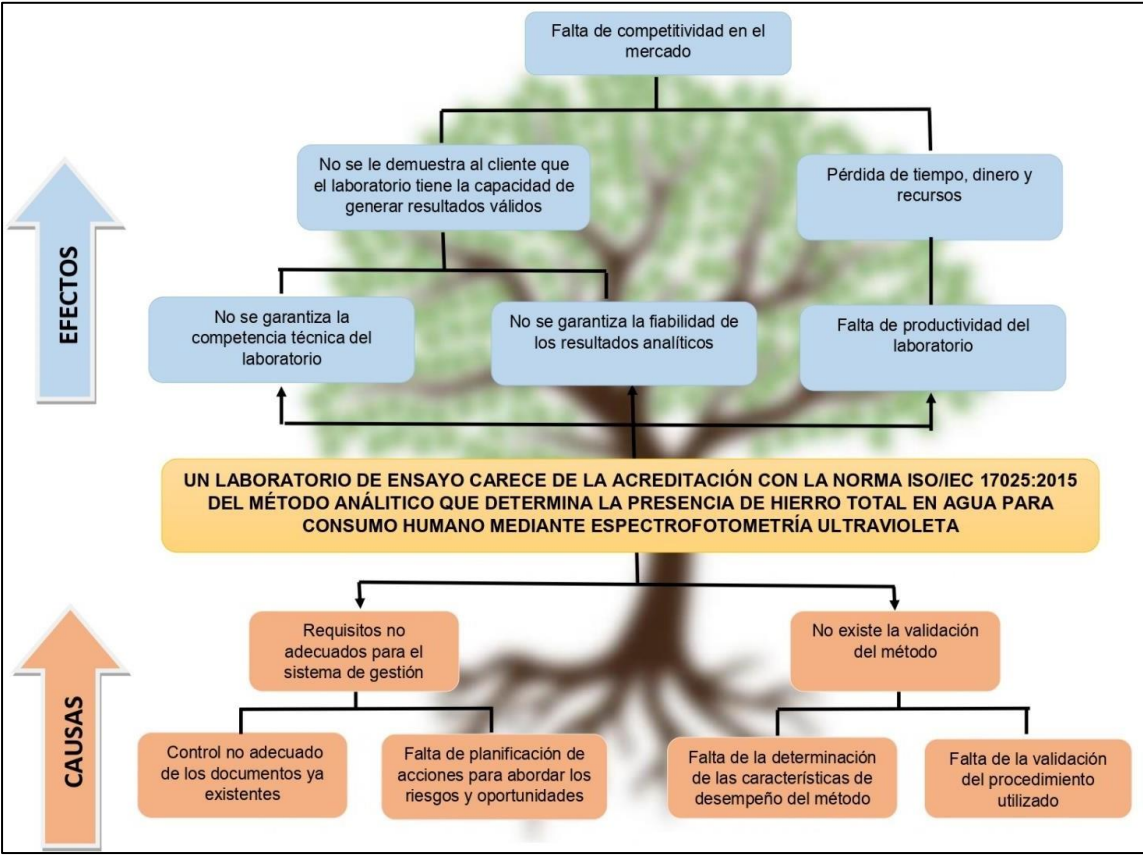 Falta de competitividad en el
mercado
No se le demuestra al cliente que
el laboratorio tiene la capacidad de
generar resultados válidos
Pérdida de tiempo, dinero y
recursos
EFECTOS
No se garantiza la
competencia técnica del
laboratorio
No se garantiza la fiabilidad de
los resultados analíticos
Falta de productividad del
laboratorio
UN LABORATORIO DE ENSAYO CARECE DE LA ACREDITACIÓN CON LA NORMA ISO/IEC 17025:2015
DEL MÉTODO ANÁLITICO QUE DETERMINA LA PRESENCIA DE HIERRO TOTAL EN AGUA PARA
CONSUMO HUMANO MEDIANTE ESPECTROFOTOMETRÍA ULTRAVIOLETA
CAUSAS
Requisitos no
adecuados para el
sistema de gestión
No existe la validación
del método
Control no adecuado
de los documentos ya
existentes
Falta de planificación de
acciones para abordar los
riesgos y oportunidades
Falta de la determinación
de las características de
desempeño del método
Falta de la validación
del procedimiento
utilizado